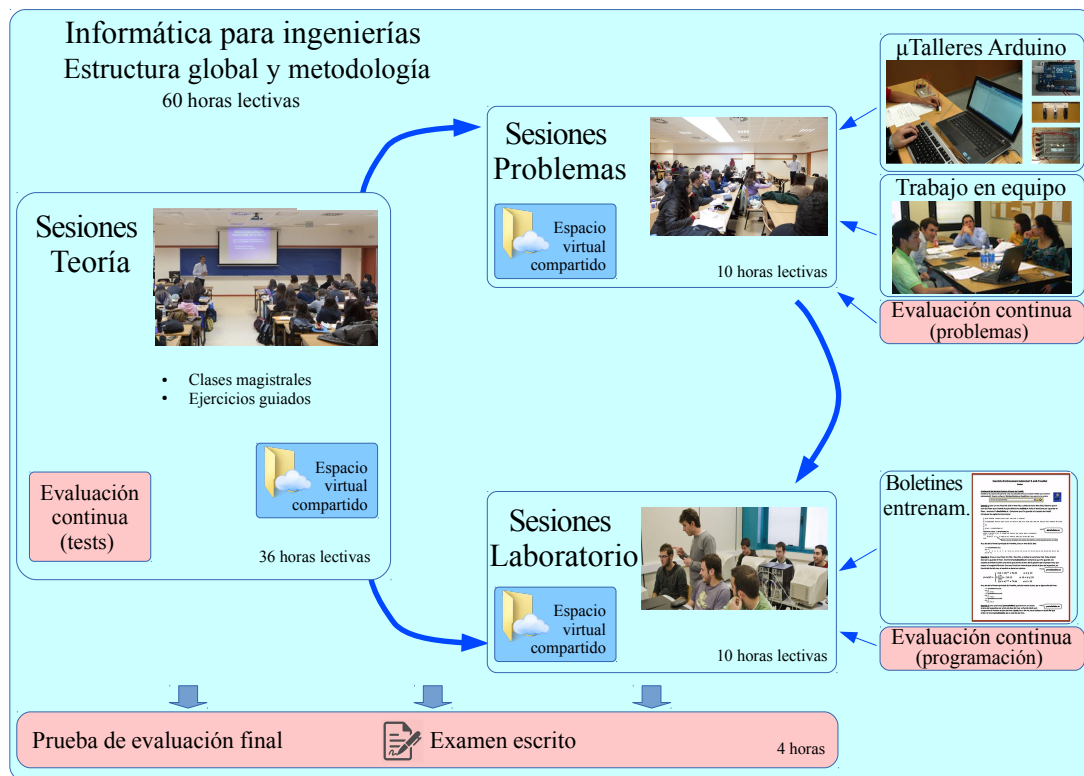 Informática para ingenierías
Estructura global y metodología
60 horas lectivas
Sesiones
Teoría
• Clases magistrales
• Ejercicios guiados
Evaluación
continua
(tests)
Espacio
virtual
compartido
36 horas lectivas
Sesiones
Problemas
Espacio
virtual
compartido
10 horas lectivas
µTalleres Arduino
Trabajo en equipo
Evaluación continua
(problemas)
Sesiones
Laboratorio
Espacio
virtual
compartido
10 horas lectivas
Boletines
entrenam.
Evaluación continua
(programación)
Prueba de evaluación final
Examen escrito
4 horas